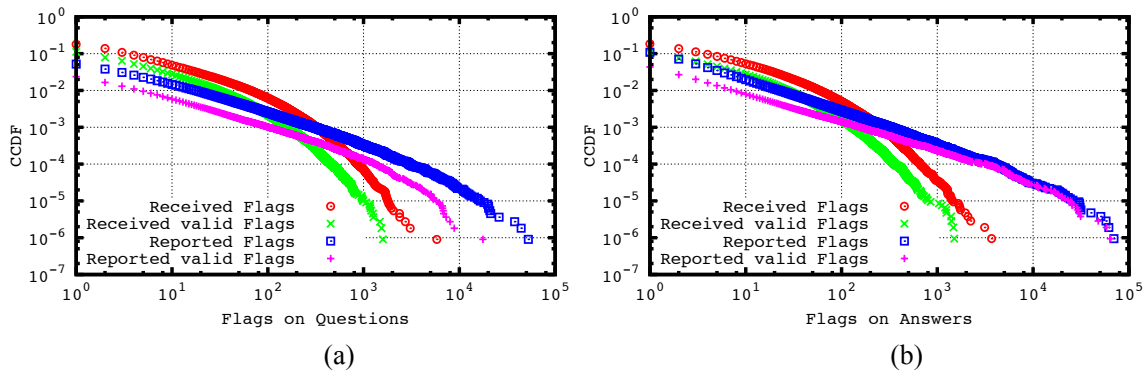 10^0
10^-1
10^-2
10^-3
10^-4
10^-5
10^-6
10^-7
CCDF
Received Flags
Received valid Flags
Reported Flags
Reported valid Flags
10^0 10^1 10^2 10^3 10^4 10^5
Flags on Questions
(a)
10^0
10^-1
10^-2
10^-3
10^-4
10^-5
10^-6
10^-7
CCDF
Received Flags
Received valid Flags
Reported Flags
Reported valid Flags
10^0 10^1 10^2 10^3 10^4 10^5
Flags on Answers
(b)